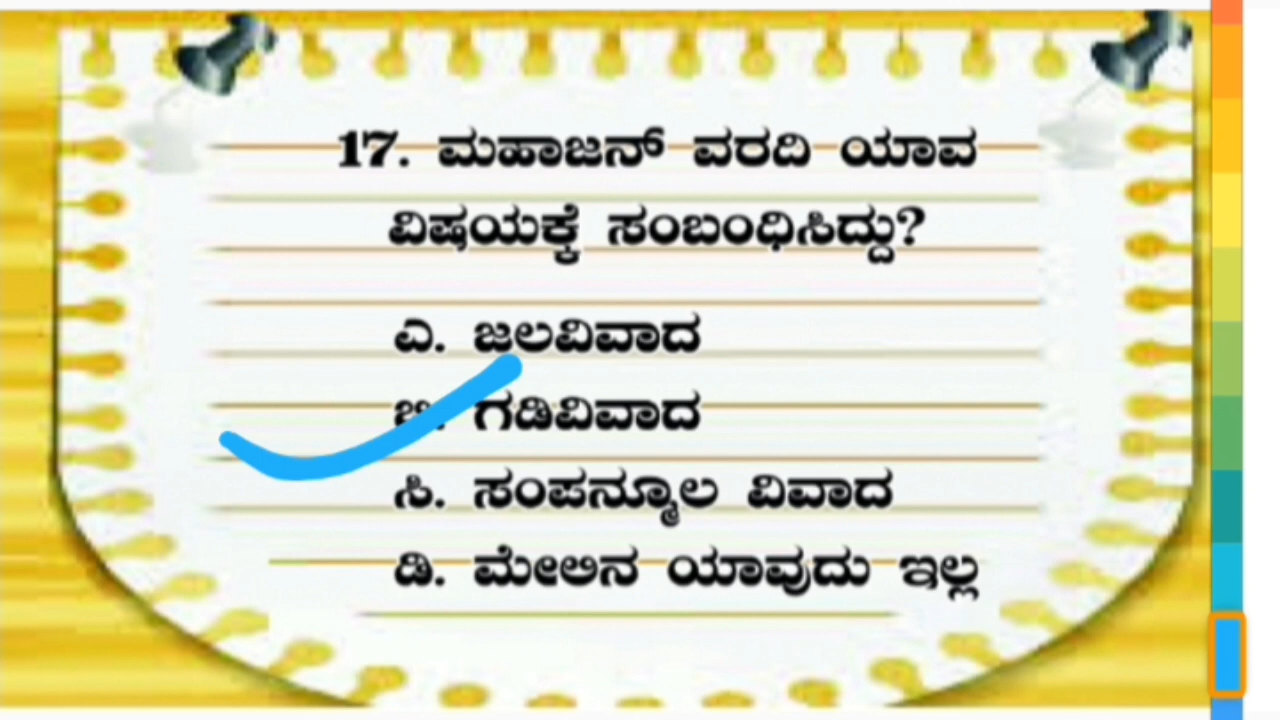 17. ಮಹಾಜನ್ ವರದಿ ಯಾವ
ವಿಷಯಕ್ಕೆ ಸಂಬಂಧಿಸಿದ್ದು?
ಎ. ಜಲವಿವಾದ
ಬಿ. ಗಡಿವಿವಾದ
ಸಿ. ಸಂಪನ್ಮೂಲ ವಿವಾದ
ಡಿ. ಮೇಲಿನ ಯಾವುದು ಇಲ್ಲ